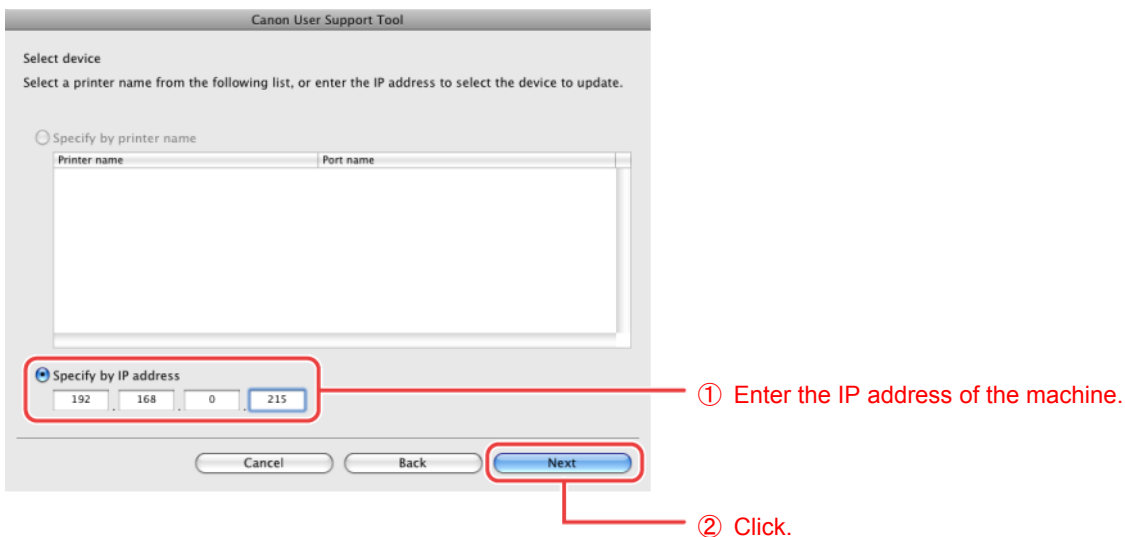 Canon User Support Tool
Select device
Select a printer name from the following list, or enter the IP address to select the device to update.
Specify by printer name
Printer name Port name
Specify by IP address
192 . 168 . 0 . 215
① Enter the IP address of the machine.
Cancel Back Next
② Click.